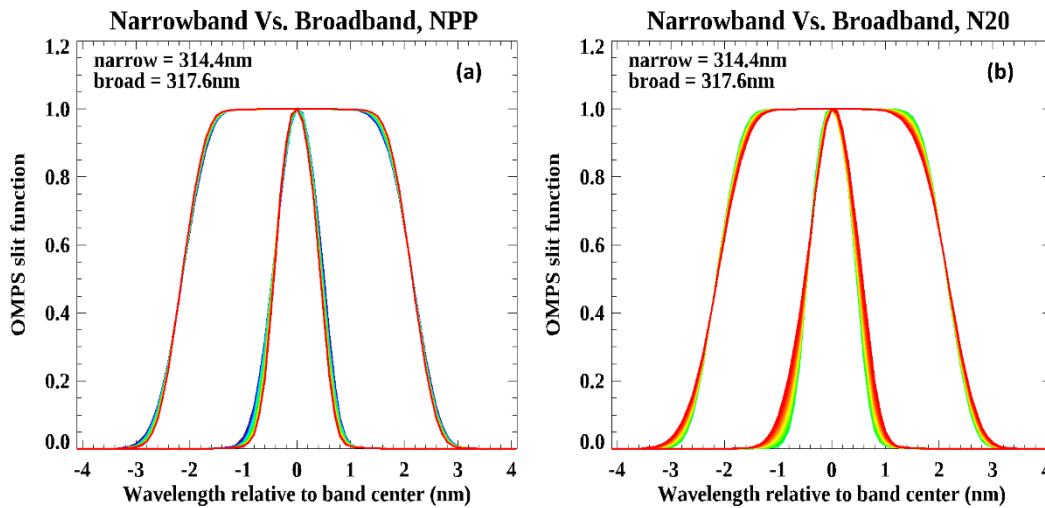 Narrowband Vs. Broadband, NPP
1.2
1.0
0.8
0.6
0.4
0.2
0.0
OMPS slit function
narrow = 314.4nm
broad = 317.6nm
(a)
-4 -3 -2 -1 0 1 2 3 4
Wavelength relative to band center (nm)
Narrowband Vs. Broadband, N20
1.2
1.0
0.8
0.6
0.4
0.2
0.0
OMPS slit function
narrow = 314.4nm
broad = 317.6nm
(b)
-4 -3 -2 -1 0 1 2 3 4
Wavelength relative to band center (nm)